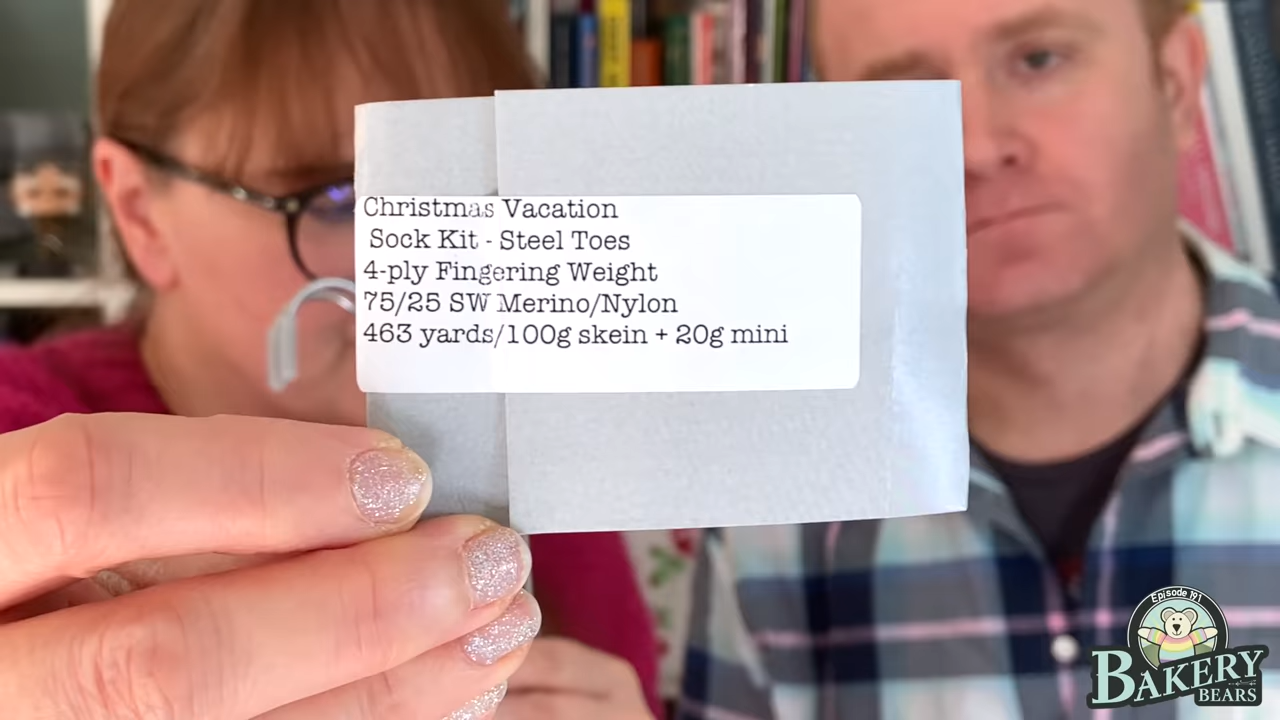 Christmas Vacation
Sock Kit - Steel Toes
4-ply Fingering Weight
75/25 SW Merino/Nylon
463 yards/100g skein + 20g mini
Episode 191
BAKERY
BEARS